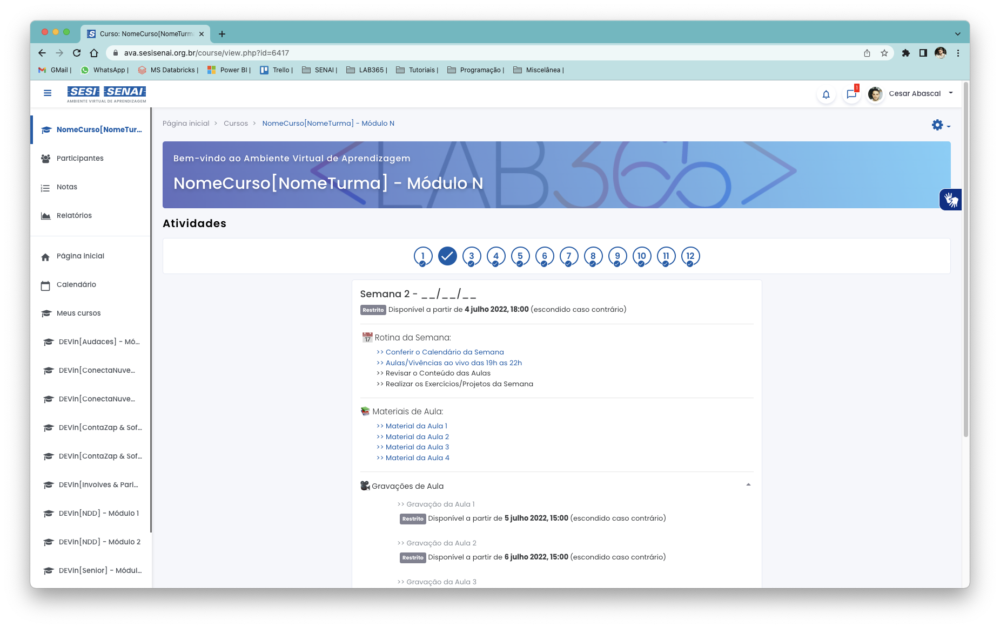 Curso: NomeCurso[NomeTurma
ava.sesisenai.org.br/course/view.php?id=6417
GMail |
WhatsApp |
MS Databricks |
Power BI |
Trello |
SENAI |
LAB365 |
Tutoriais |
Programação |
Miscelânea |
SESI SENAI
AMBIENTE VIRTUAL DE APRENDIZAGEM
1
Cesar Abascal
NomeCurso[NomeTur...
Participantes
Notas
Relatórios
Página inicial
Calendário
Meus cursos
DEVin[Audaces] - Mó...
DEVin[ConectaNuve...
DEVin[ConectaNuve...
DEVin[ContaZap & Sof...
DEVin[ContaZap & Sof...
DEVin[Involves & Pari...
DEVin[NDD] - Módulo 1
DEVin[NDD] - Módulo 2
DEVin[Senior] - Módul...
Página inicial > Cursos > NomeCurso[NomeTurma] - Módulo N
<LAB365>
Bem-vindo ao Ambiente Virtual de Aprendizagem
NomeCurso[NomeTurma] - Módulo N
Atividades
1 3 4 5 6 7 8 9 10 11 12
Semana 2 - __/__/__
Restrito Disponível a partir de 4 julho 2022, 18:00 (escondido caso contrário)
17 Rotina da Semana:
>> Conferir o Calendário da Semana
>> Aulas/Vivências ao vivo das 19h as 22h
>> Revisar o Conteúdo das Aulas
>> Realizar os Exercícios/Projetos da Semana
Materiais de Aula:
>> Material da Aula 1
>> Material da Aula 2
>> Material da Aula 3
>> Material da Aula 4
Gravações de Aula
>> Gravação da Aula 1
Restrito Disponível a partir de 5 julho 2022, 15:00 (escondido caso contrário)
>> Gravação da Aula 2
Restrito Disponível a partir de 6 julho 2022, 15:00 (escondido caso contrário)
>> Gravação da Aula 3